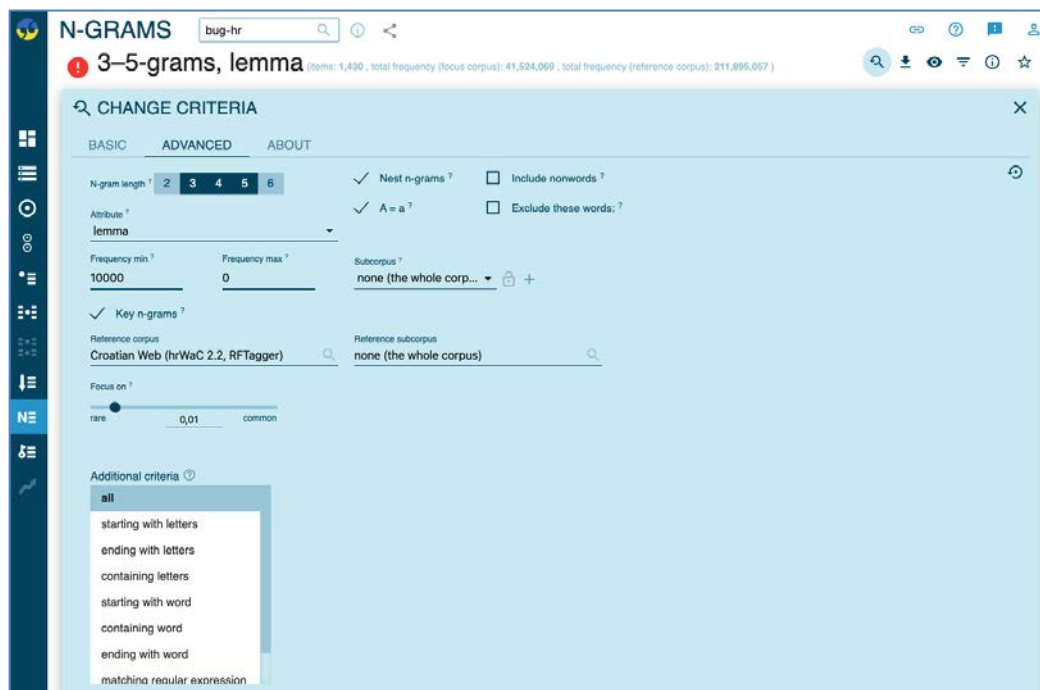 N-GRAMS bug-hr
3–5-grams, lemma (items: 1,430 , total frequency (focus corpus): 41,524,069 , total frequency (reference corpus): 211,895,057 )
CHANGE CRITERIA
BASIC ADVANCED ABOUT
N-gram length ? 2 3 4 5 6
Nest n-grams ? Include nonwords ?
A = a ? Exclude these words: ?
Attribute ?
lemma
Frequency min ? Frequency max ? Subcorpus ?
10000 0 none (the whole corp...
Key n-grams ?
Reference corpus Reference subcorpus
Croatian Web (hrWaC 2.2, RFTagger) none (the whole corpus)
Focus on ?
rare 0,01 common
Additional criteria
all
starting with letters
ending with letters
containing letters
starting with word
containing word
ending with word
matching regular expression